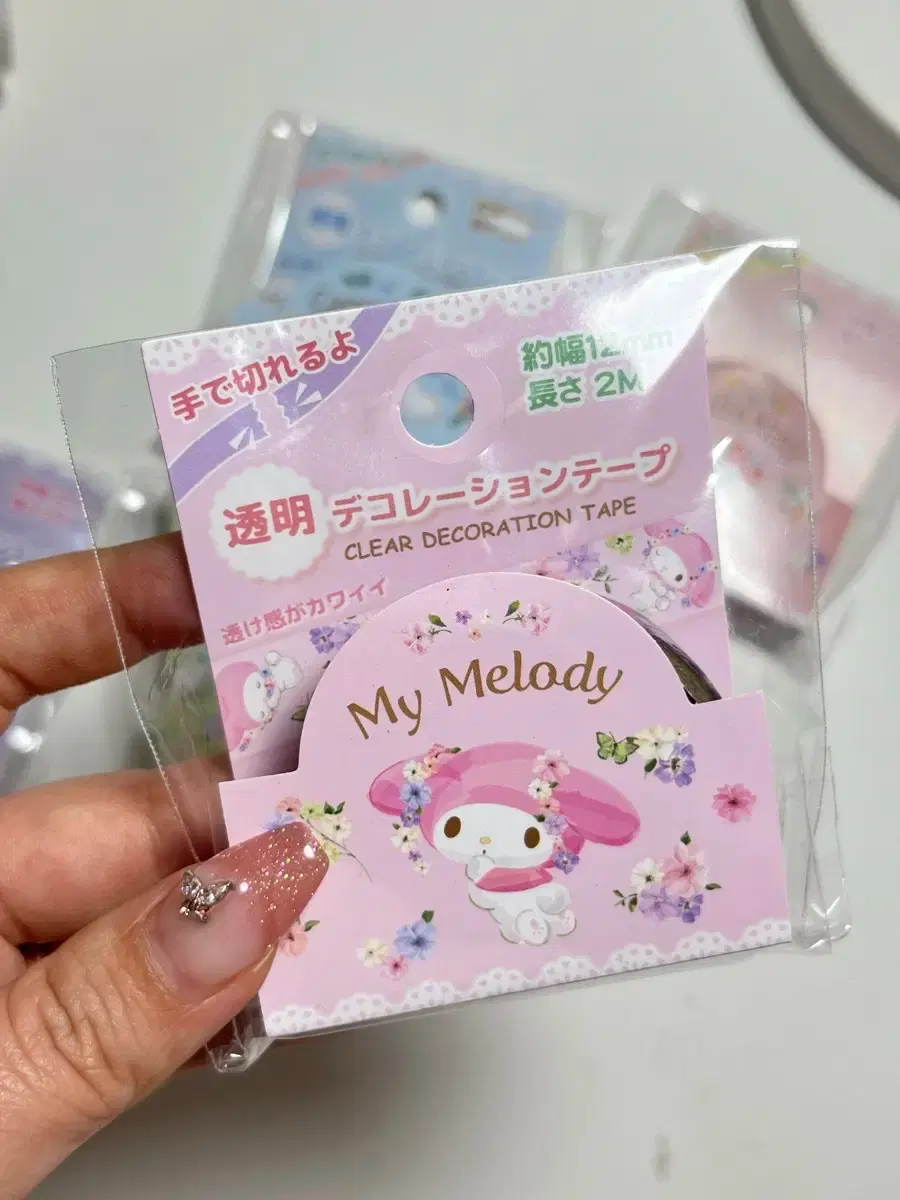 手で切れるよ
約幅12mm
長さ 2M
透明 デコレーションテープ
CLEAR DECORATION TAPE
透け感がカワイイ
My Melody